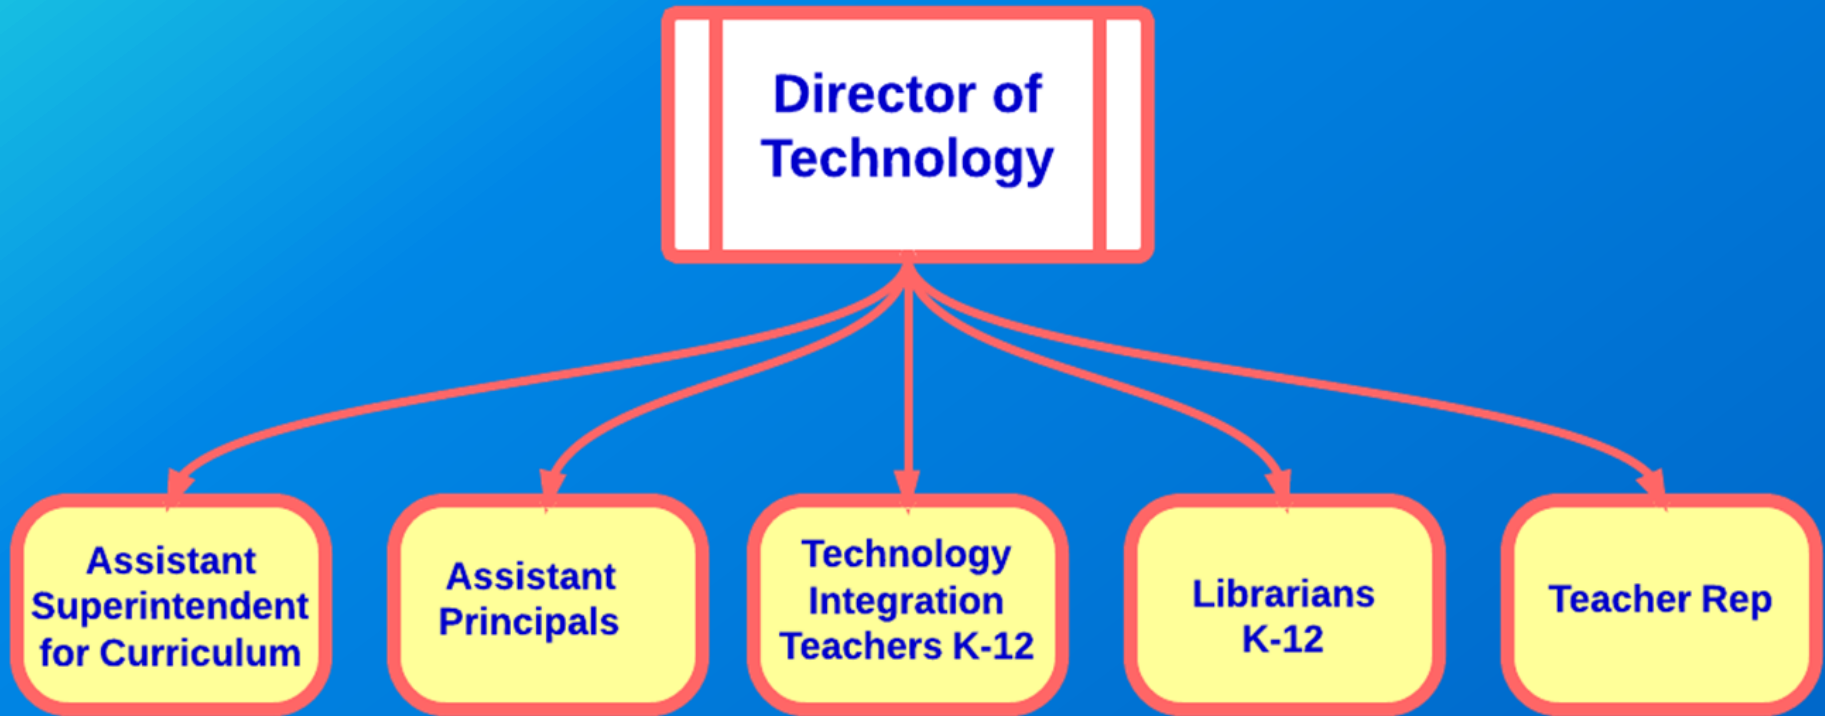 Director of
Technology
Assistant
Superintendent
for Curriculum
Assistant
Principals
Technology
Integration
Teachers K-12
Librarians
K-12
Teacher Rep